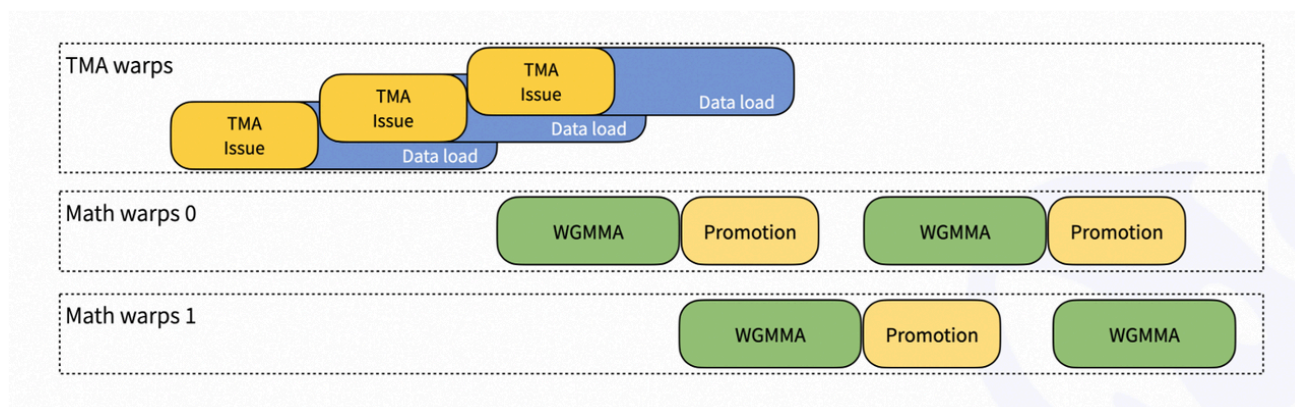 TMA warps
TMA
Issue
Data load
TMA
Issue
Data load
TMA
Issue
Data load
Math warps 0
WGMMA
Promotion
WGMMA
Promotion
Math warps 1
WGMMA
Promotion
WGMMA